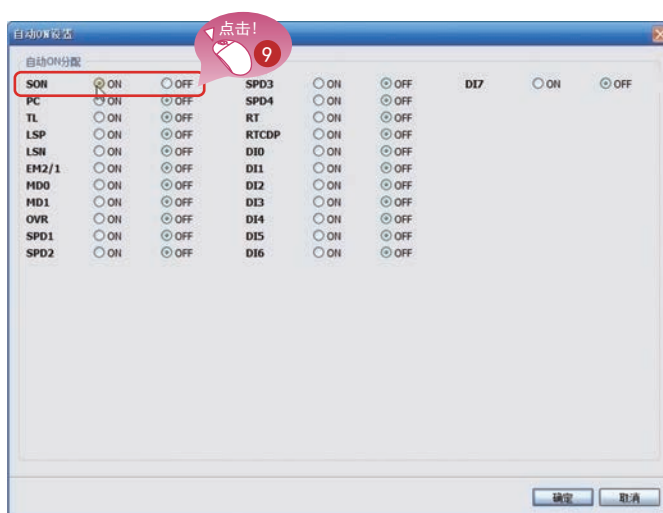 自动ON设置
点击!
9
自动ON分配
SON ON OFF SPD3 ON OFF DI7 ON OFF
PC ON OFF SPD4 ON OFF
TL ON OFF RT ON OFF
LSP ON OFF RTCDP ON OFF
LSN ON OFF DI0 ON OFF
EM2/1 ON OFF DI1 ON OFF
MD0 ON OFF DI2 ON OFF
MD1 ON OFF DI3 ON OFF
OVR ON OFF DI4 ON OFF
SPD1 ON OFF DI5 ON OFF
SPD2 ON OFF DI6 ON OFF
确定 取消